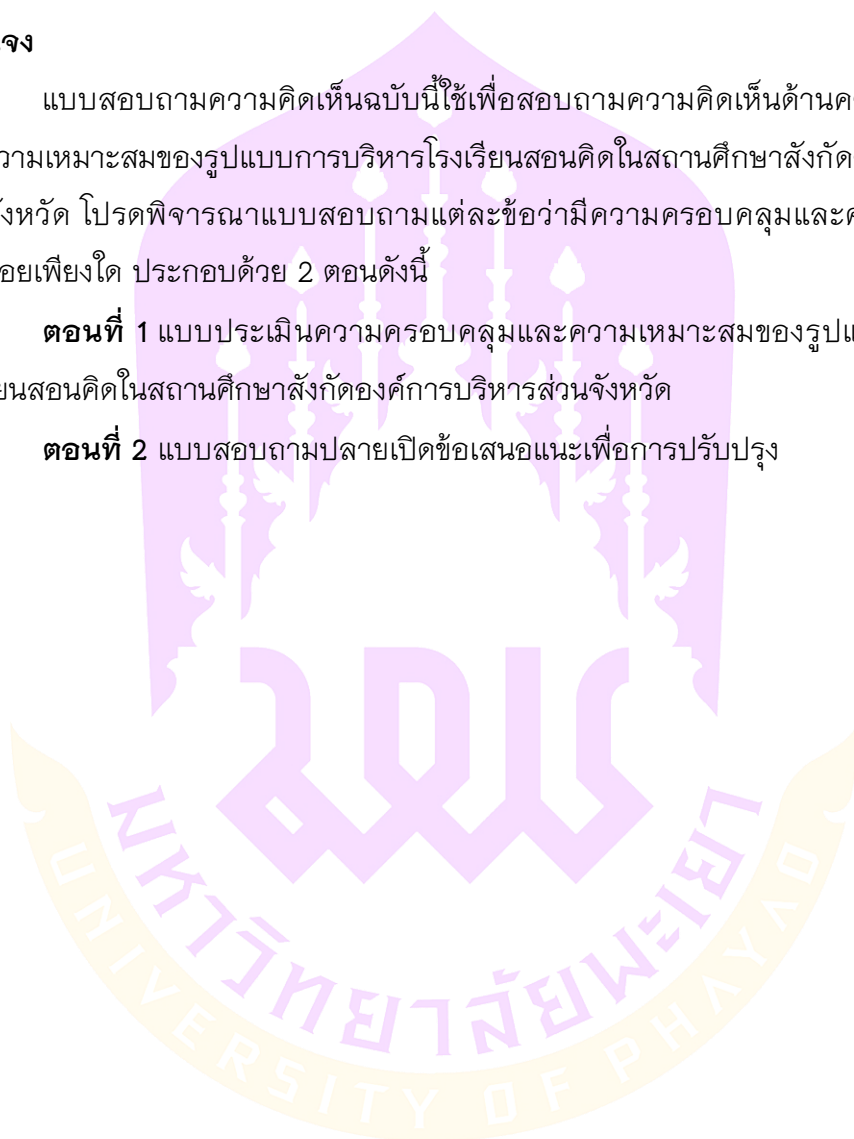 จง
แบบสอบถามความคิดเห็นฉบับนี้ใช้เพื่อสอบถามความคิดเห็นด้านค
วามเหมาะสมของรูปแบบการบริหารโรงเรียนสอนคิดในสถานศึกษาสังกัด
ังหวัด โปรดพิจารณาแบบสอบถามแต่ละข้อว่ามีความครอบคลุมและค
้อยเพียงใด ประกอบด้วย 2 ตอนดังนี้
ตอนที่ 1 แบบประเมินความครอบคลุมและความเหมาะสมของรูปแ
ยนสอนคิดในสถานศึกษาสังกัดองค์การบริหารส่วนจังหวัด
ตอนที่ 2 แบบสอบถามปลายเปิดข้อเสนอแนะเพื่อการปรับปรุง
มหาวิทยาลัยพะเยา
UNIVERSITY OF PHAYAO